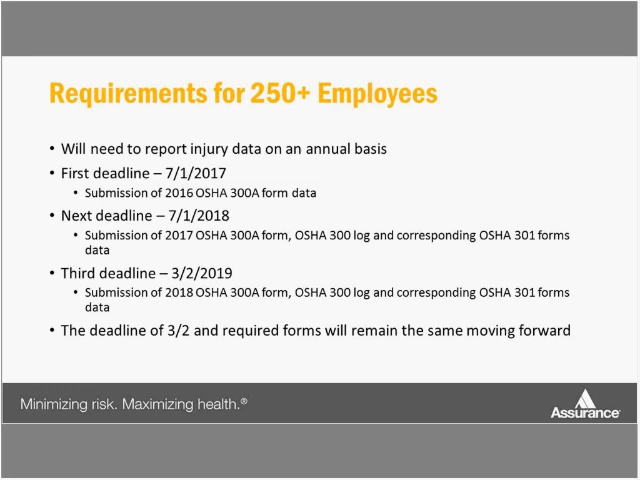 Requirements for 250+ Employees
• Will need to report injury data on an annual basis
• First deadline – 7/1/2017
• Submission of 2016 OSHA 300A form data
• Next deadline – 7/1/2018
• Submission of 2017 OSHA 300A form, OSHA 300 log and corresponding OSHA 301 forms
data
• Third deadline – 3/2/2019
• Submission of 2018 OSHA 300A form, OSHA 300 log and corresponding OSHA 301 forms
data
• The deadline of 3/2 and required forms will remain the same moving forward
Minimizing risk. Maximizing health.®
Assurance